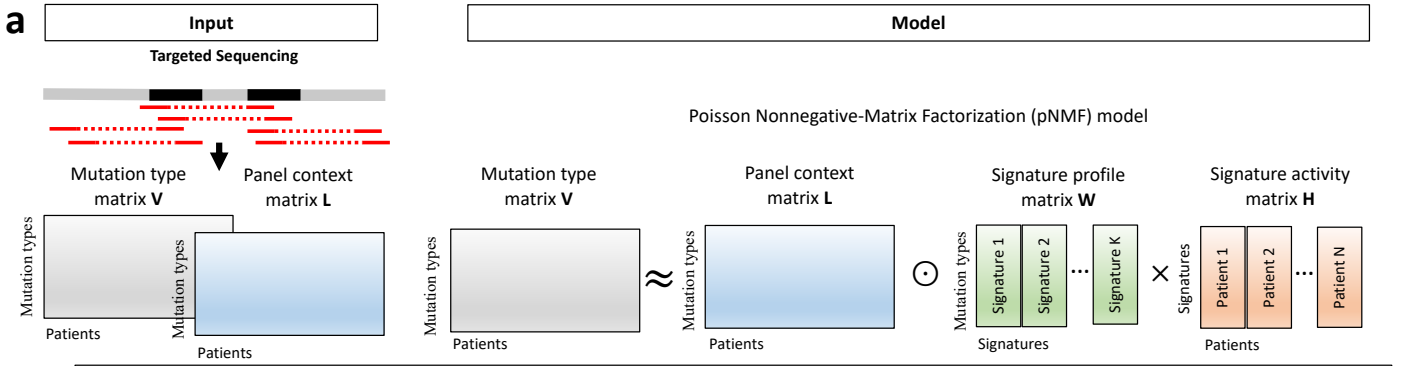 a
Input
Targeted Sequencing
Mutation type
matrix V
Panel context
matrix L
Mutation types
Mutation types
Patients
Patients
Model
Poisson Nonnegative-Matrix Factorization (pNMF) model
Mutation type
matrix V
Mutation types
Patients
≈
Panel context
matrix L
Mutation types
Patients
⊙
Signature profile
matrix W
Mutation types
Signature 1
Signature 2
...
Signature K
Signatures
×
Signature activity
matrix H
Signatures
Patient 1
Patient 2
...
Patient N
Patients